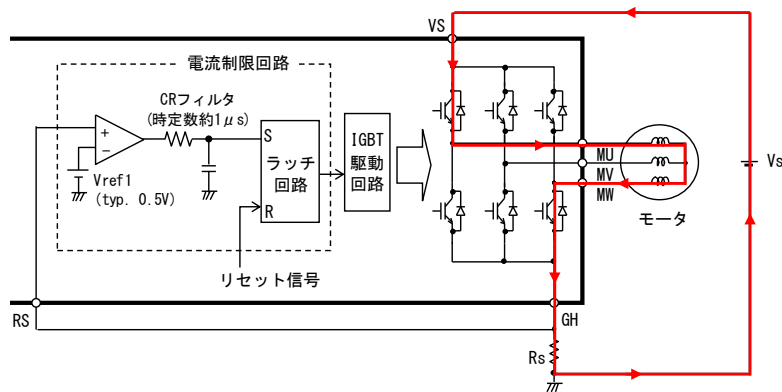 VS
電流制限回路
CRフィルタ
(時定数約1μs)
+
−
Vref1
(typ. 0.5V)
S
ラッチ
回路
R
IGBT
駆動
回路
リセット信号
MU
MV
MW
モータ
Vs
RS
GH
Rs